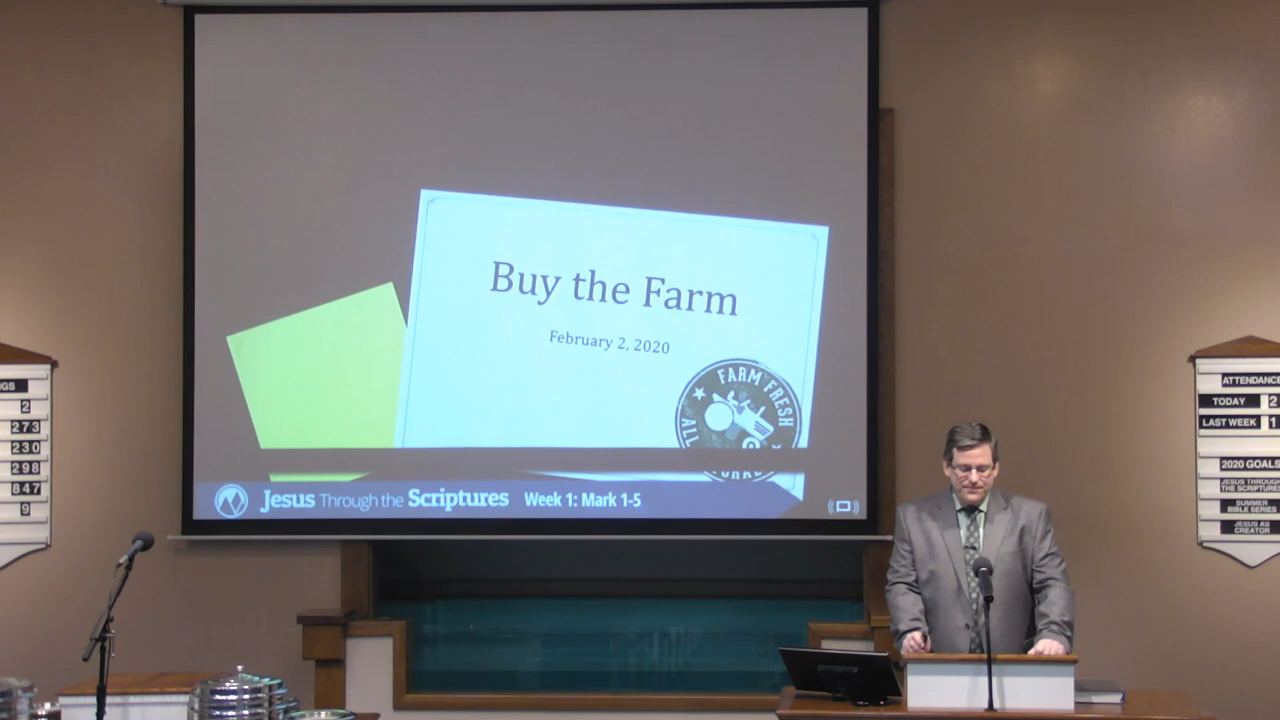 Buy the Farm
February 2, 2020
FARM FRESH
Jesus Through the Scriptures Week 1: Mark 1-5
2
273
230
298
847
9
ATTENDANCE
TODAY 2
LAST WEEK 1
2020 GOALS
JESUS THROUGH
THE SCRIPTURES
SUMMER
BIBLE SERIES
JESUS AS
CREATOR